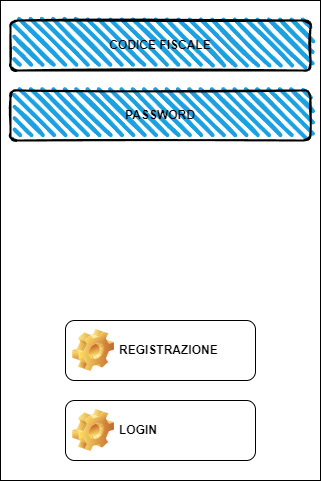 CODICE FISCALE
PASSWORD
REGISTRAZIONE
LOGIN